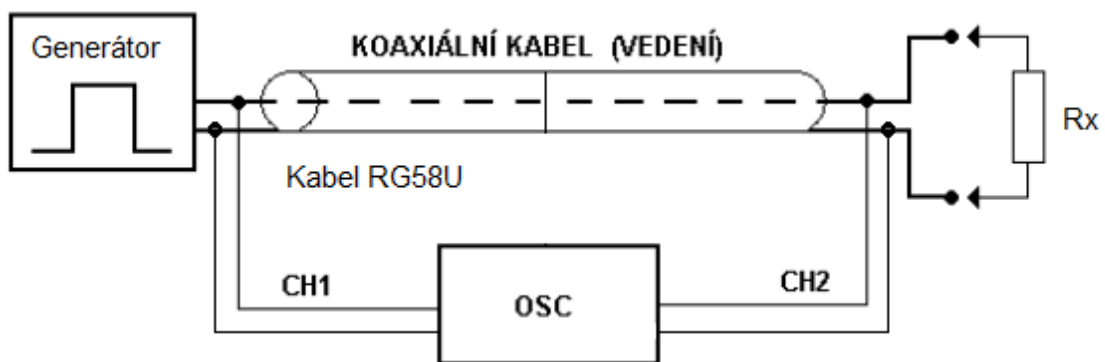 Generátor
KOAXIÁLNÍ KABEL (VEDENÍ)
Rx
Kabel RG58U
CH1
OSC
CH2